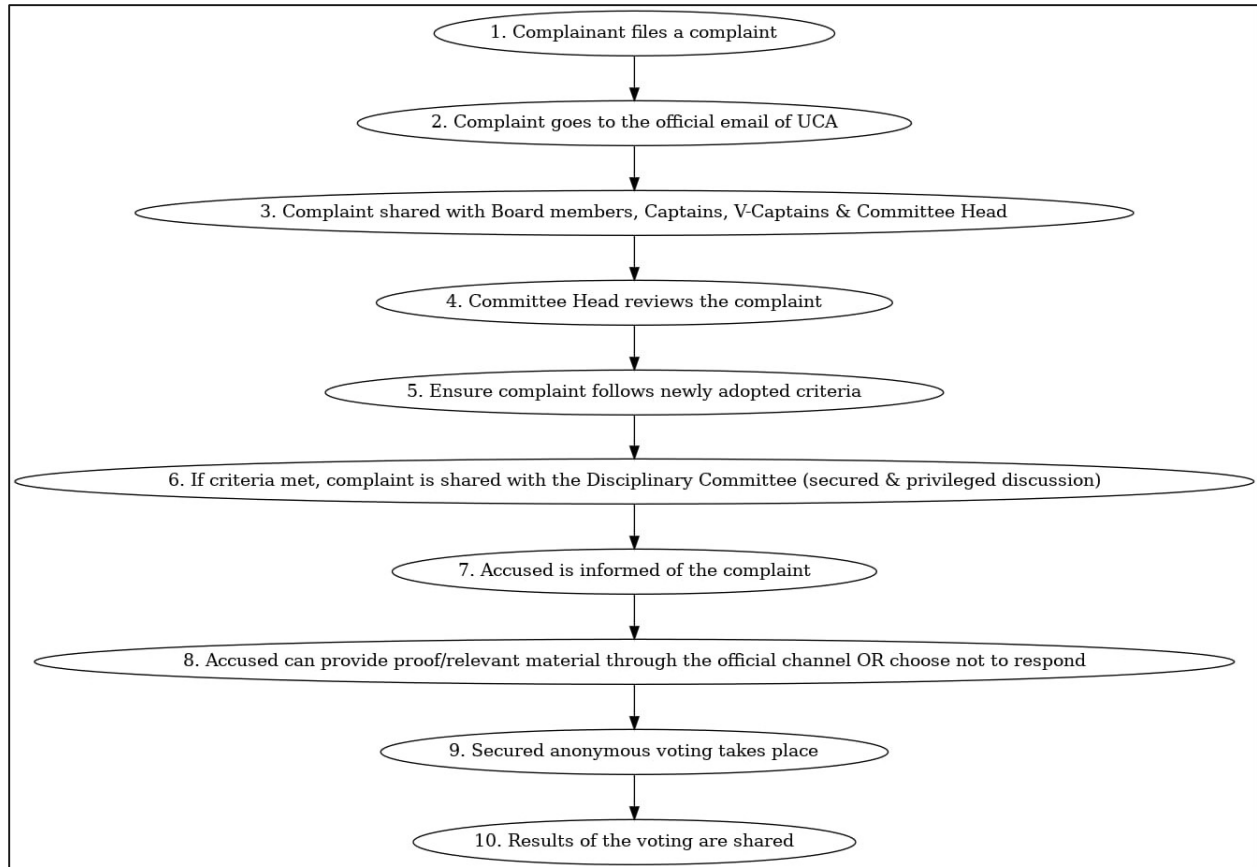 1. Complainant files a complaint
2. Complaint goes to the official email of UCA
3. Complaint shared with Board members, Captains, V-Captains & Committee Head
4. Committee Head reviews the complaint
5. Ensure complaint follows newly adopted criteria
6. If criteria met, complaint is shared with the Disciplinary Committee (secured & privileged discussion)
7. Accused is informed of the complaint
8. Accused can provide proof/relevant material through the official channel OR choose not to respond
9. Secured anonymous voting takes place
10. Results of the voting are shared